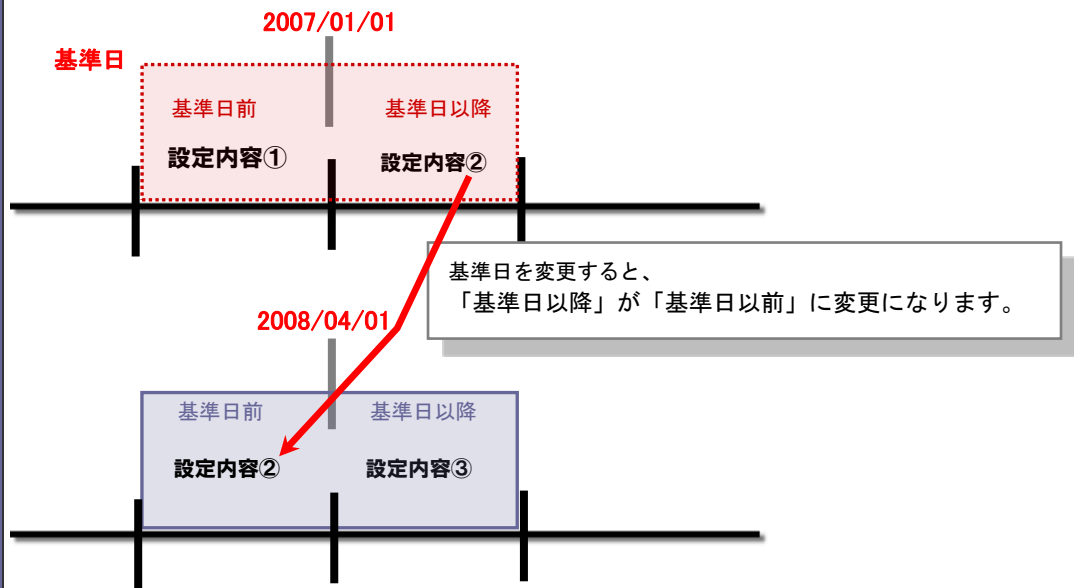 2007/01/01
基準日
基準日前
基準日以降
設定内容①
設定内容②
基準日を変更すると、
「基準日以降」が「基準日以前」に変更になります。
2008/04/01
基準日前
基準日以降
設定内容②
設定内容③